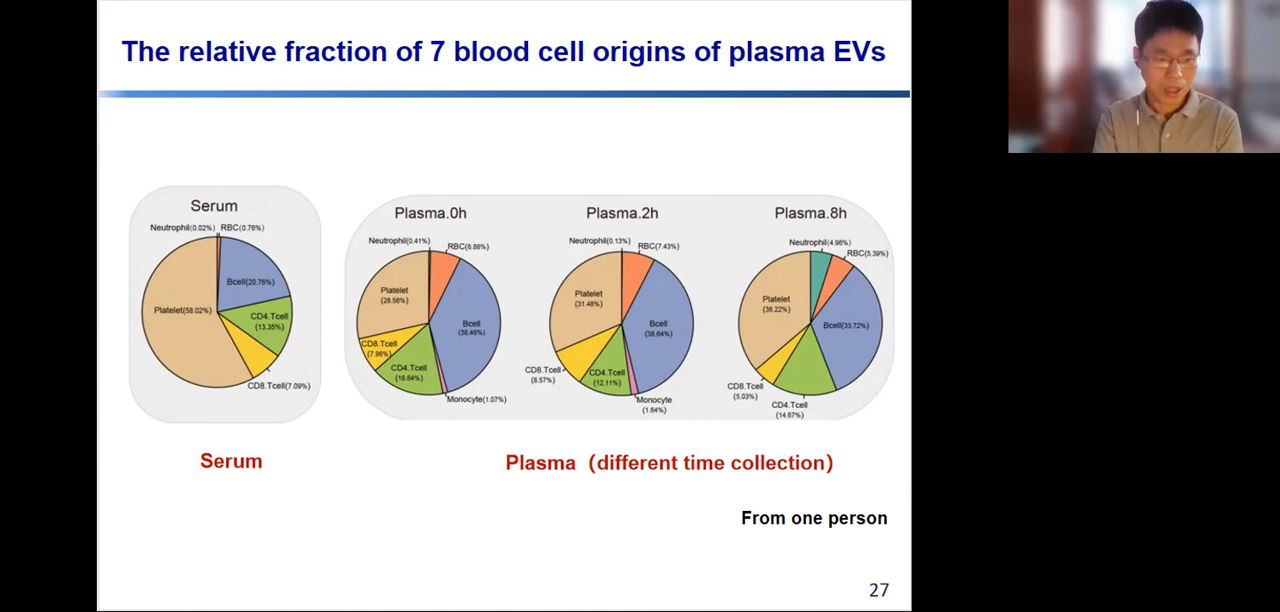 The relative fraction of 7 blood cell origins of plasma EVs
Serum
Neutrophil(0.02%)
RBC(0.76%)
Bcell(20.76%)
CD4.Tcell
(13.35%)
CD8.Tcell(7.09%)
Platelet(58.02%)
Plasma.0h
Neutrophil(0.41%)
RBC(6.88%)
Platelet
(28.56%)
Bcell
(38.46%)
CD8.Tcell
(7.98%)
CD4.Tcell
(16.64%)
Monocyte(1.07%)
Plasma.2h
Neutrophil(0.13%)
RBC(7.43%)
Platelet
(31.48%)
Bcell
(38.64%)
CD8.Tcell
(8.57%)
CD4.Tcell
(12.11%)
Monocyte
(1.64%)
Plasma.8h
Neutrophil(4.96%)
RBC(5.39%)
Platelet
(36.22%)
Bcell(33.72%)
CD8.Tcell
(5.03%)
CD4.Tcell
(14.67%)
Serum
Plasma（different time collection）
From one person
27